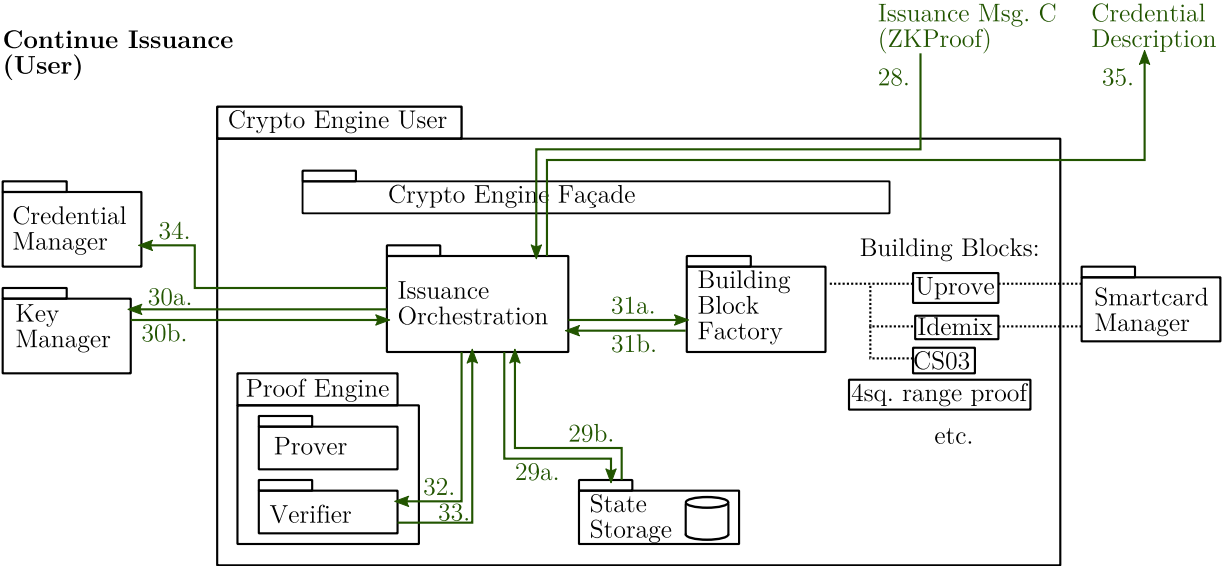 Continue Issuance
(User)
Issuance Msg. C
(ZKProof)
28.
Credential
Description
35.
Crypto Engine User
Crypto Engine Façade
Credential
Manager
34.
Key
Manager
30a.
30b.
Issuance
Orchestration
31a.
31b.
Building
Block
Factory
Building Blocks:
Uprove
Idemix
CS03
4sq. range proof
etc.
Smartcard
Manager
Proof Engine
Prover
Verifier
32.
33.
29b.
29a.
State
Storage